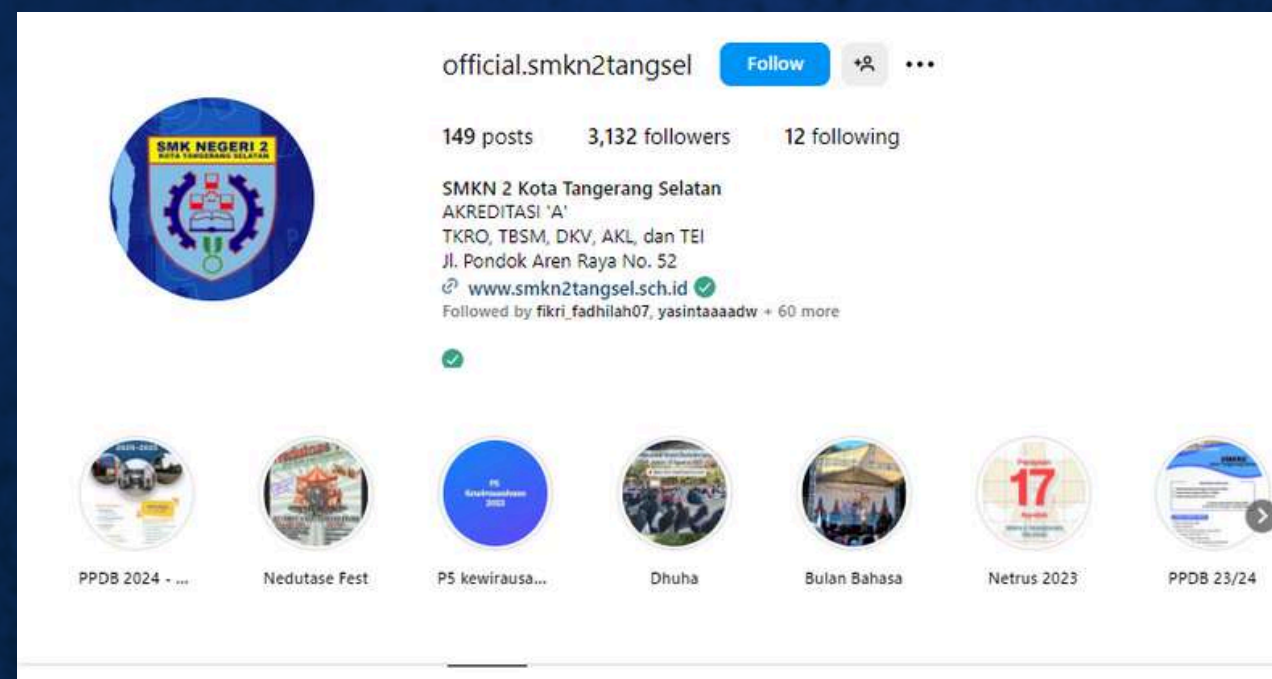 official.smkn2tangsel Follow
149 posts 3,132 followers 12 following
SMK NEGERI 2
KOTA TANGERANG SELATAN
SMKN 2 Kota Tangerang Selatan
AKREDITASI 'A'
TKRO, TBSM, DKV, AKL, dan TEI
Jl. Pondok Aren Raya No. 52
www.smkn2tangsel.sch.id
Followed by fikri_fadhilah07, yasintaaaadw + 60 more
P5
Kewirausahaan
2023
17
PPDB 2024 - ... Nedutase Fest P5 kewirausa... Dhuha Bulan Bahasa Netrus 2023 PPDB 23/24